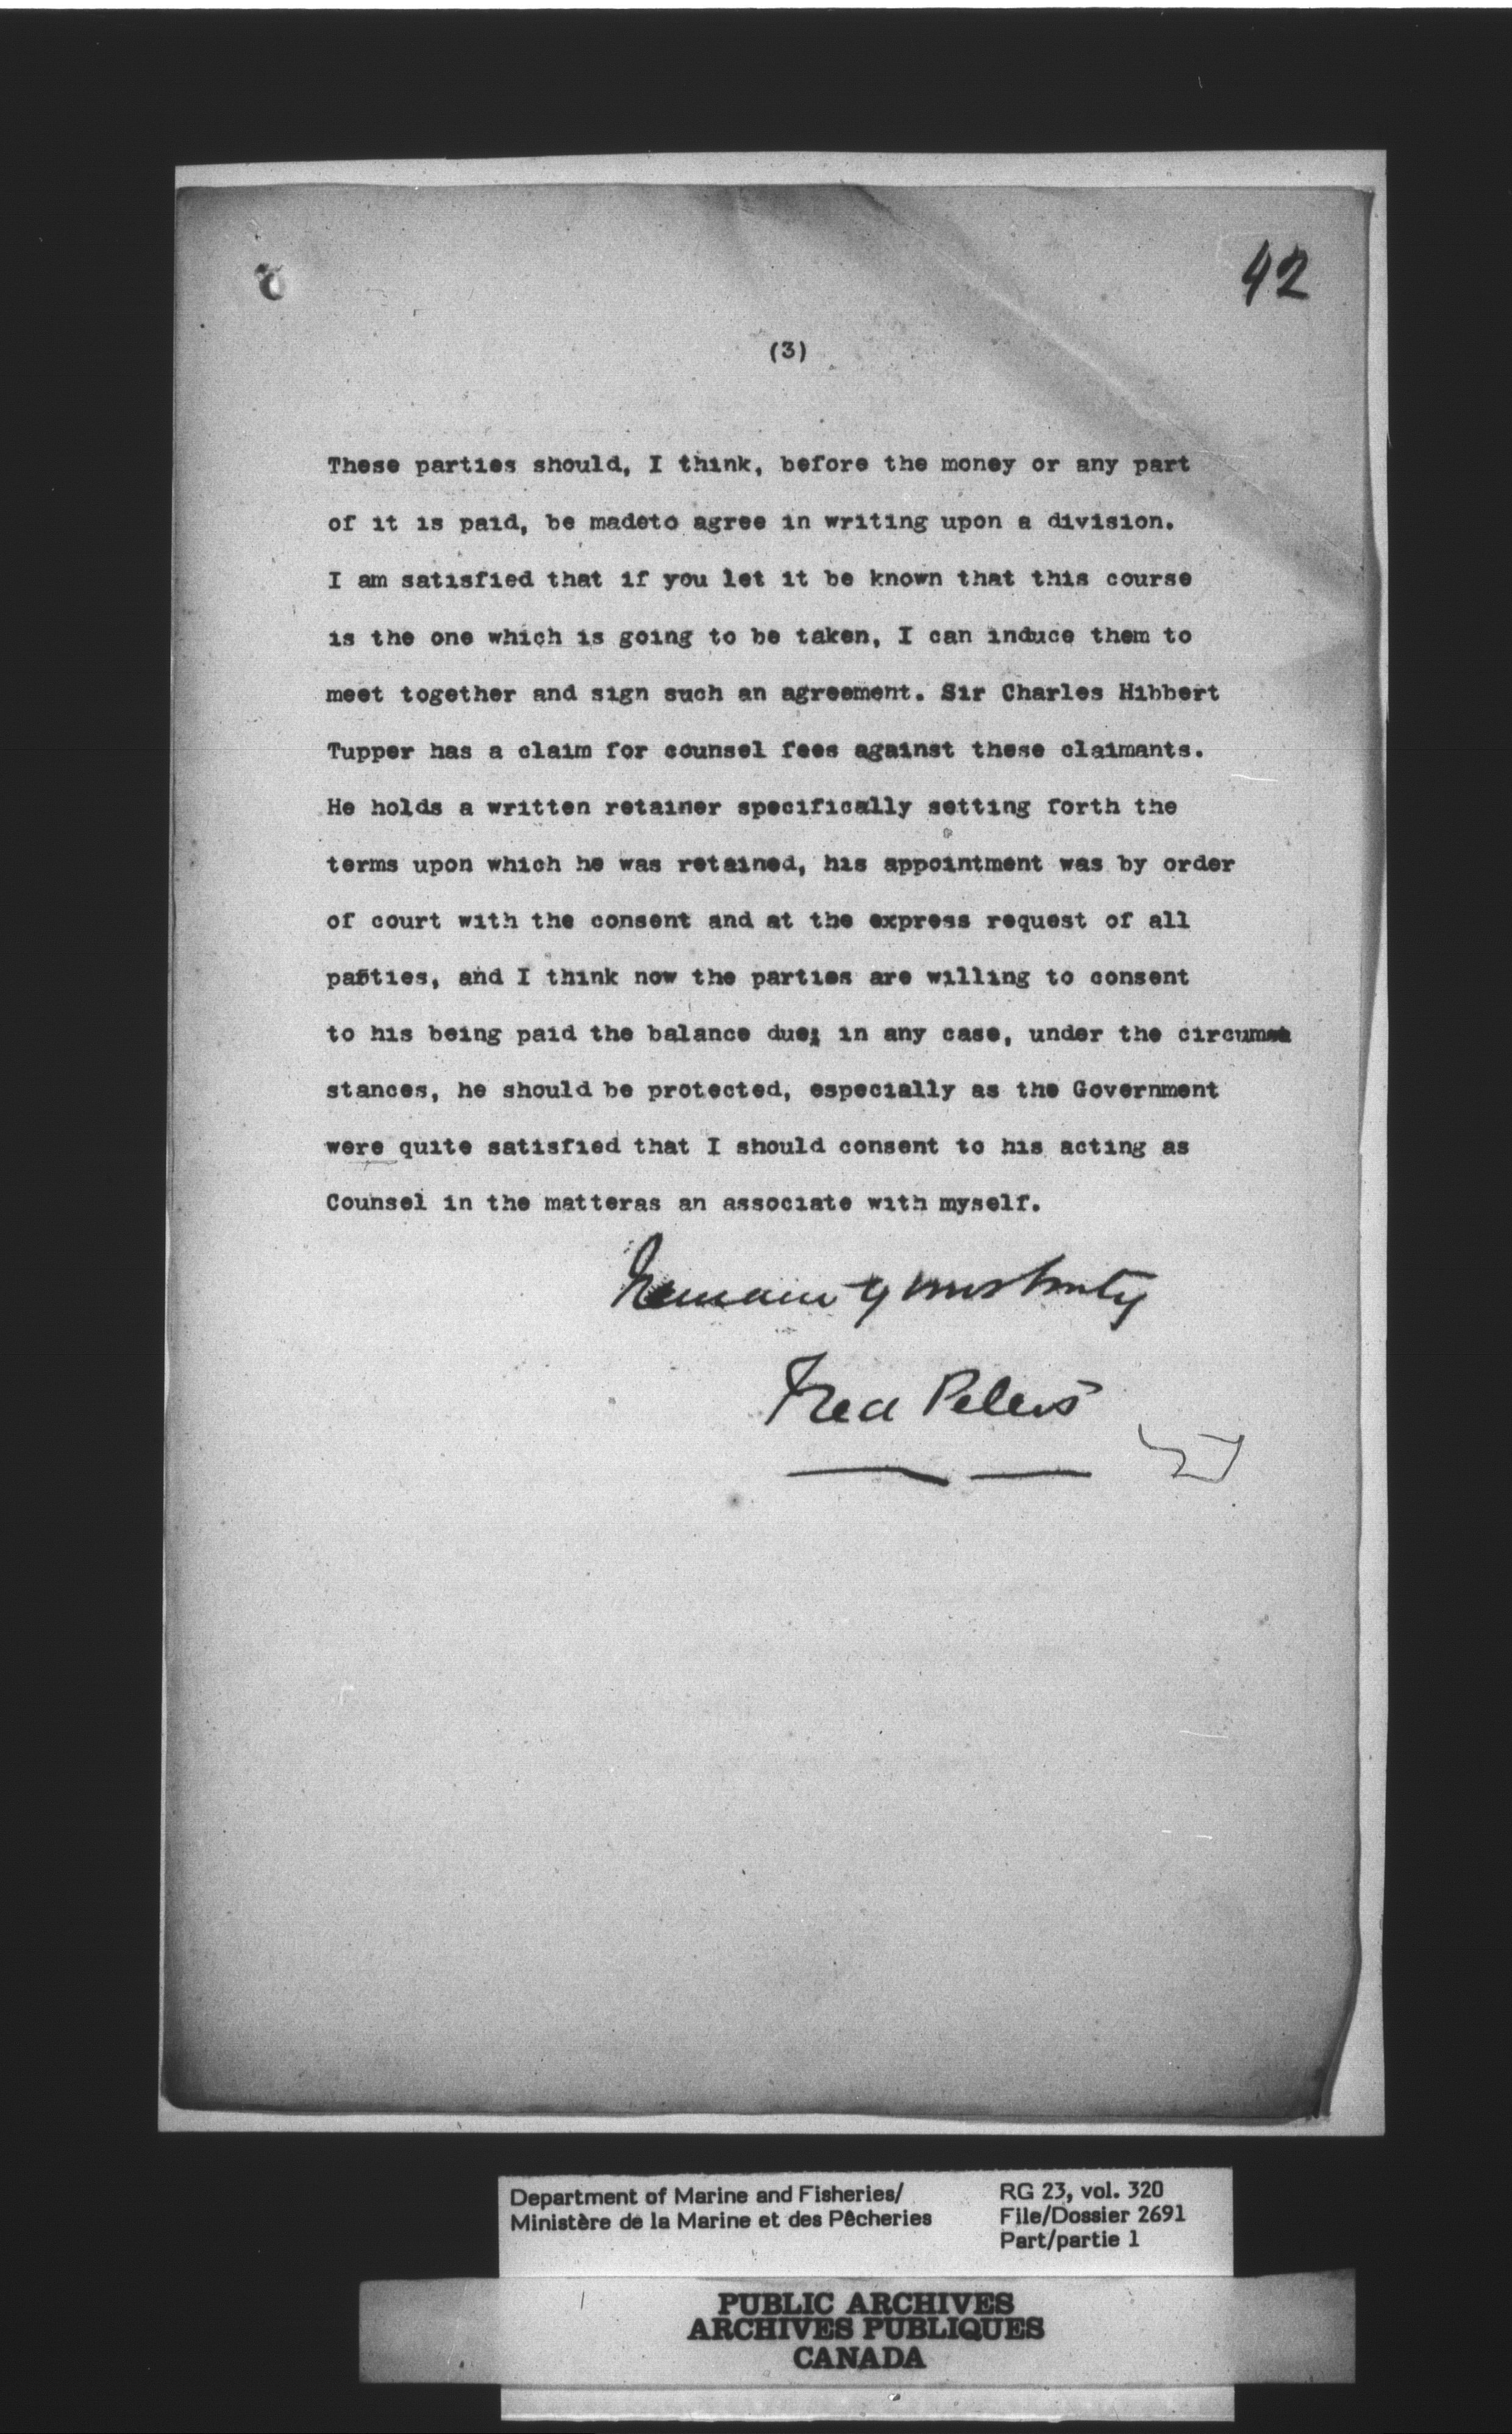 42
(3)
These parties should, I think, before the money or any part
of it is paid, be madeto agree in writing upon a division.
I am satisfied that if you let it be known that this course
is the one which is going to be taken, I can induce them to
meet together and sign such an agreement. Sir Charles Hibbert
Tupper has a claim for counsel fees against these claimants.
He holds a written retainer specifically setting forth the
terms upon which he was retained, his appointment was by order
of court with the consent and at the express request of all
parties, and I think now the parties are willing to consent
to his being paid the balance due; in any case, under the circum
stances, he should be protected, especially as the Government
were quite satisfied that I should consent to his acting as
Counsel in the matteras an associate with myself.
Remain yours truly
Fred Peters
Department of Marine and Fisheries/
Ministère de la Marine et des Pêcheries
RG 23, vol. 320
File/Dossier 2691
Part/partie 1
PUBLIC ARCHIVES
ARCHIVES PUBLIQUES
CANADA